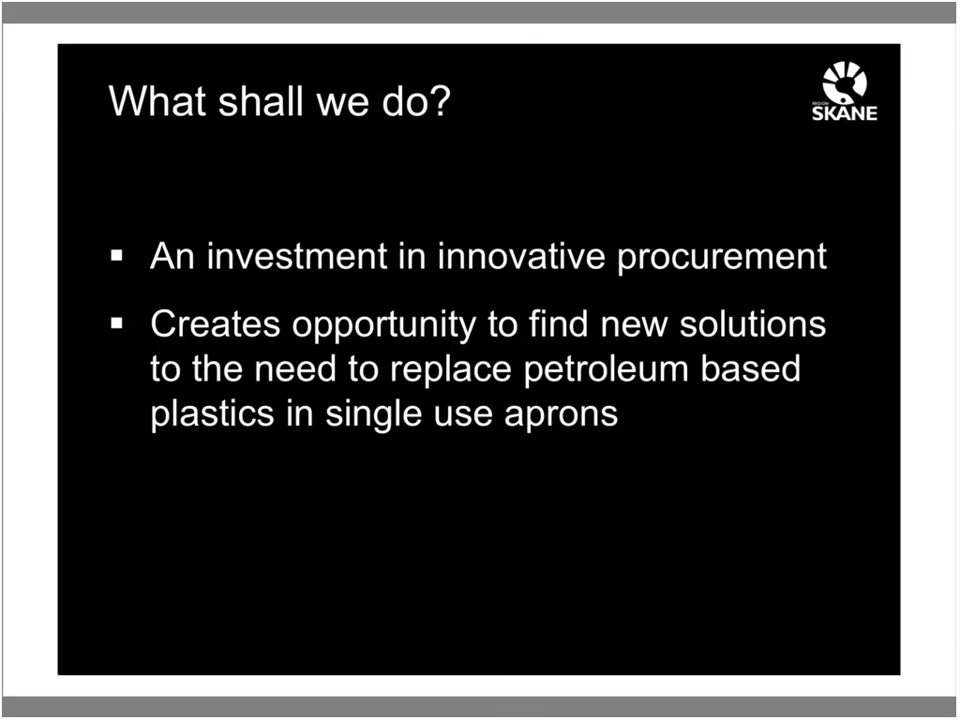 What shall we do?
REGION
SKANE
▪ An investment in innovative procurement
▪ Creates opportunity to find new solutions
to the need to replace petroleum based
plastics in single use aprons